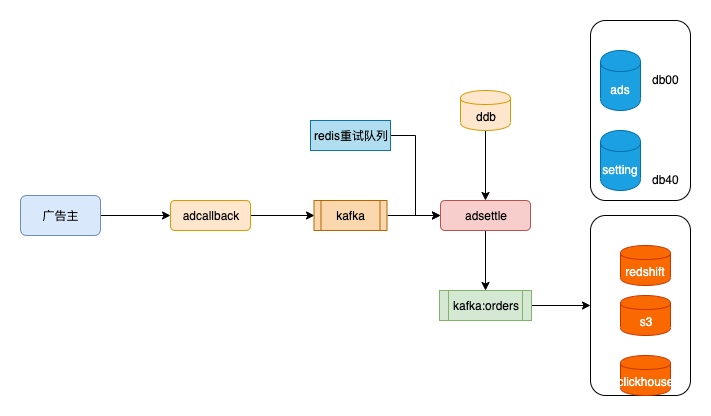 ads
db00
ddb
redis重试队列
setting
db40
广告主
adcallback
kafka
adsettle
redshift
kafka:orders
s3
clickhouse